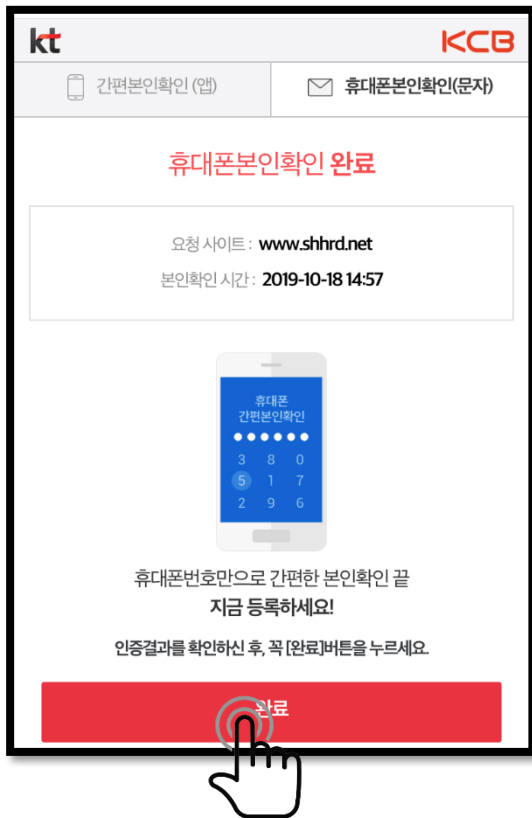 kt
KCB
간편본인확인 (앱)
휴대폰본인확인(문자)
휴대폰본인확인 완료
요청 사이트 : www.shhrd.net
본인확인 시간 : 2019-10-18 14:57
휴대폰
간편본인확인
3 8 0
5 1 7
2 9 6
휴대폰번호만으로 간편한 본인확인 끝
지금 등록하세요!
인증결과를 확인하신 후, 꼭 [완료]버튼을 누르세요.
완료